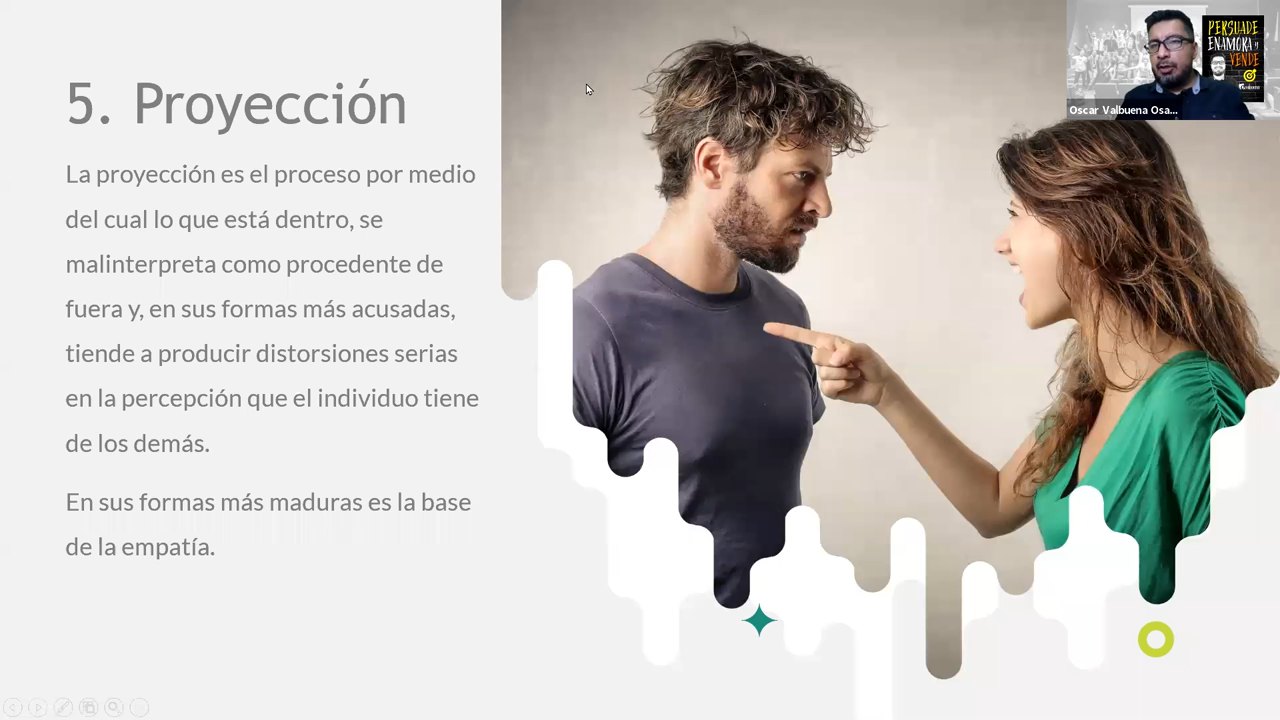 5. Proyección
La proyección es el proceso por medio
del cual lo que está dentro, se
malinterpreta como procedente de
fuera y, en sus formas más acusadas,
tiende a producir distorsiones serias
en la percepción que el individuo tiene
de los demás.
En sus formas más maduras es la base
de la empatía.
PERSUADE
ENAMORA y
VENDE
Oscar Valbuena Osa...